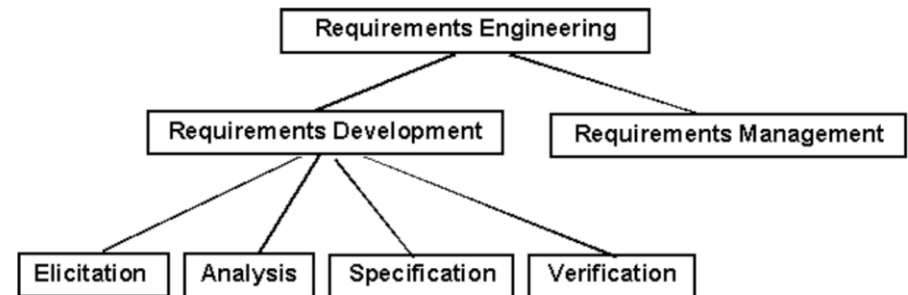 Requirements Engineering
Requirements Development
Requirements Management
Elicitation
Analysis
Specification
Verification